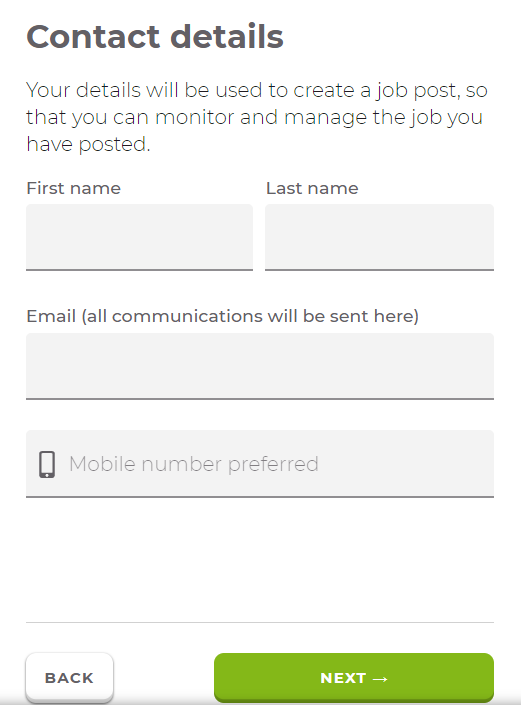 Contact details
Your details will be used to create a job post, so
that you can monitor and manage the job you
have posted.
First name
Last name
Email (all communications will be sent here)
Mobile number preferred
BACK
NEXT →